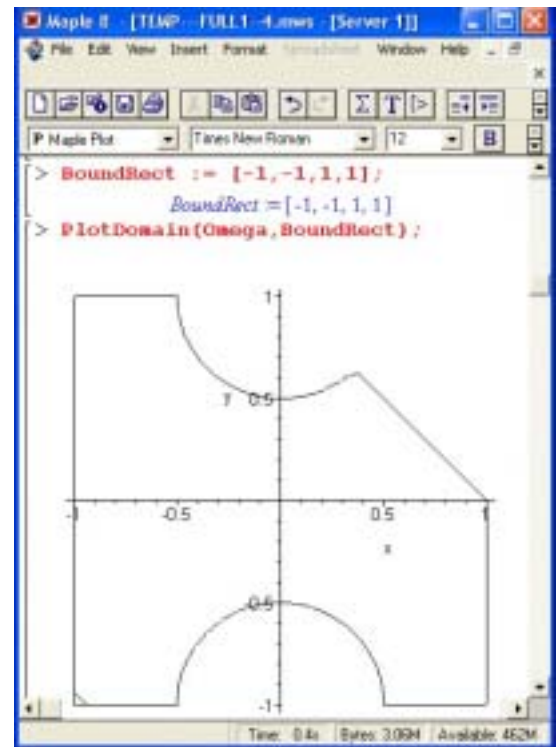 Maple 8 - [TEMP - FULL1-4.mws - [Server 1]]
File Edit View Insert Format Spreadsheet Window Help
P Maple Plot Times New Roman 12 B
> BoundRect := [-1,-1,1,1];
BoundRect := [-1, -1, 1, 1]
> PlotDomain(Omega,BoundRect);
1
y 0.5
-1 -0.5 0.5 1
x
-0.5
-1
Time: 0.4s Bytes: 3.06M Available: 462M